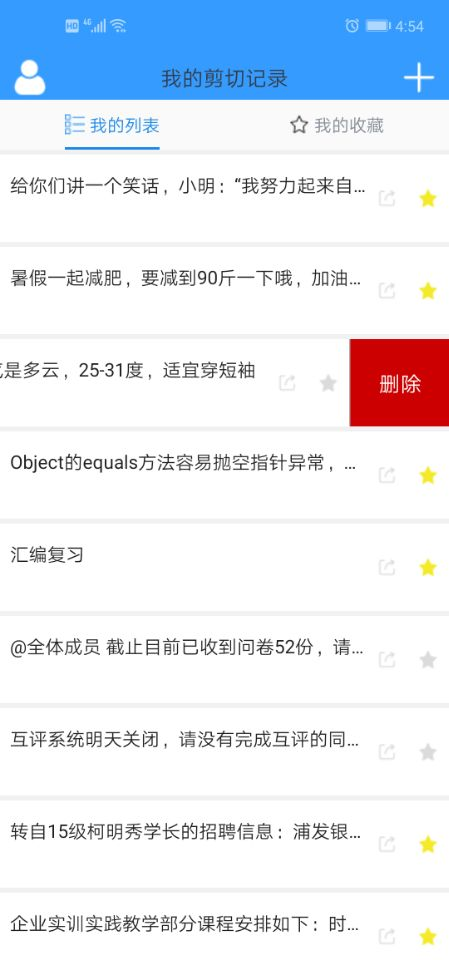 HD 4G 4:54
我的剪切记录
我的列表 我的收藏
给你们讲一个笑话，小明：“我努力起来自...
暑假一起减肥，要减到90斤一下哦，加油...
是多云，25-31度，适宜穿短袖 删除
Object的equals方法容易抛空指针异常，...
汇编复习
@全体成员 截止目前已收到问卷52份，请...
互评系统明天关闭，请没有完成互评的同...
转自15级柯明秀学长的招聘信息：浦发银...
企业实训实践教学部分课程安排如下：时...